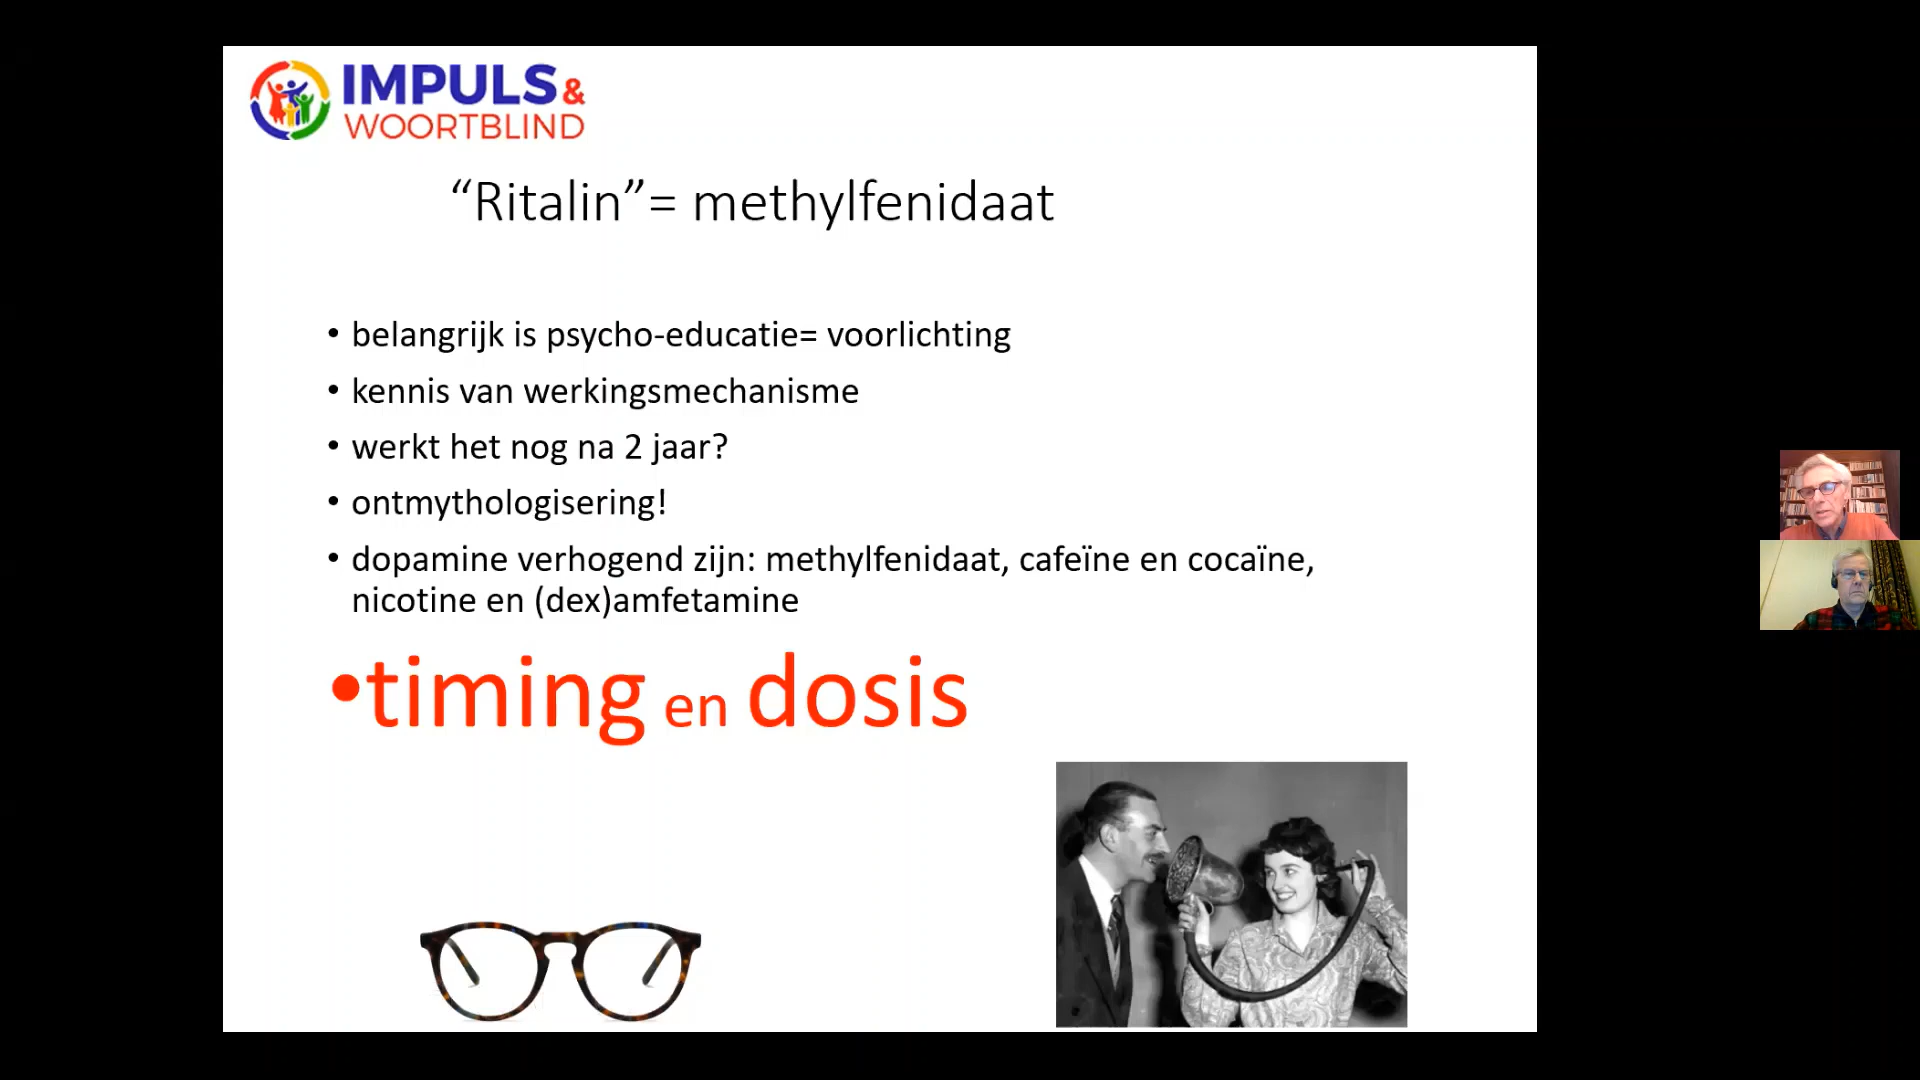 IMPULS &
WOORTBLIND
“Ritalin”= methylfenidaat
• belangrijk is psycho-educatie= voorlichting
• kennis van werkingsmechanisme
• werkt het nog na 2 jaar?
• ontmythologisering!
• dopamine verhogend zijn: methylfenidaat, cafeïne en cocaïne,
nicotine en (dex)amfetamine
•timing en dosis